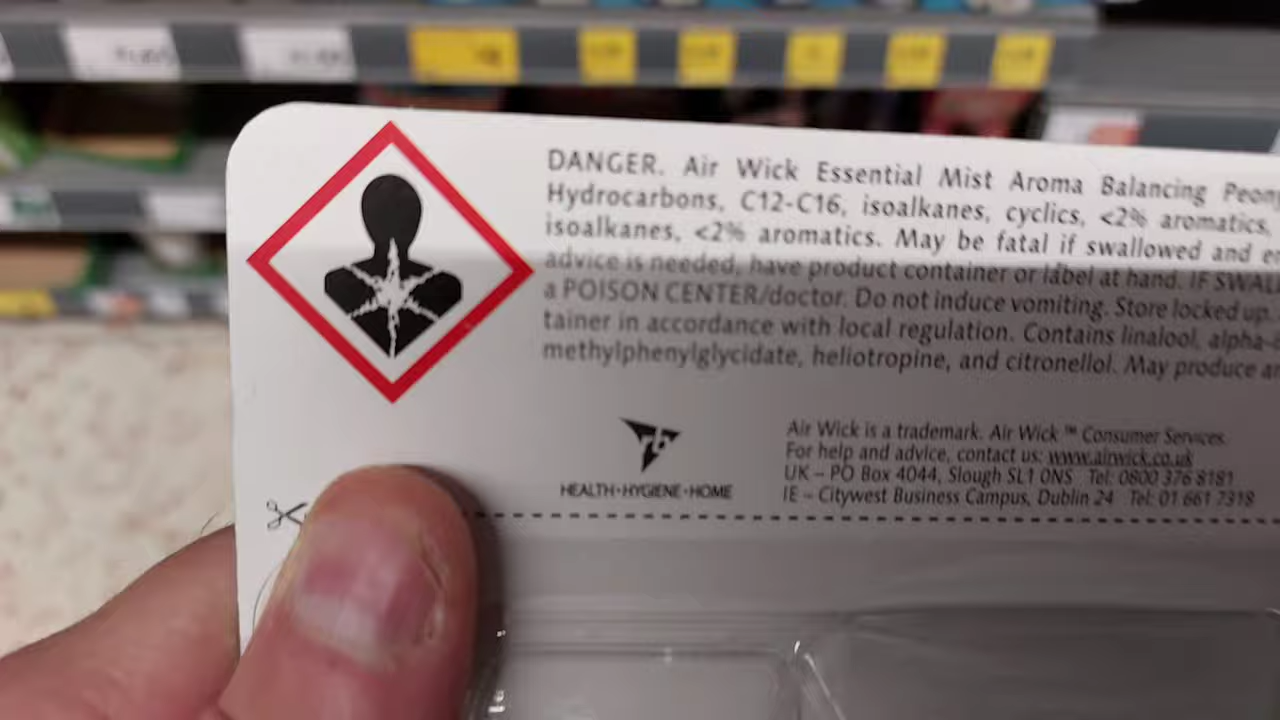 DANGER. Air Wick Essential Mist Aroma Balancing Peon
Hydrocarbons, C12-C16, isoalkanes, cyclics, <2% aromatics,
isoalkanes, <2% aromatics. May be fatal if swallowed and en
advice is needed, have product container or label at hand. IF SWAL
a POISON CENTER/doctor. Do not induce vomiting. Store locked up.
tainer in accordance with local regulation. Contains linalool, alpha-
methylphenylglycidate, heliotropine, and citronellol. May produce an
rb
HEALTH•HYGIENE•HOME
Air Wick is a trademark. Air Wick ™ Consumer Services.
For help and advice, contact us: www.airwick.co.uk
UK – PO Box 4044, Slough SL1 0NS Tel: 0800 376 8181
IE – Citywest Business Campus, Dublin 24 Tel: 01 661 7318